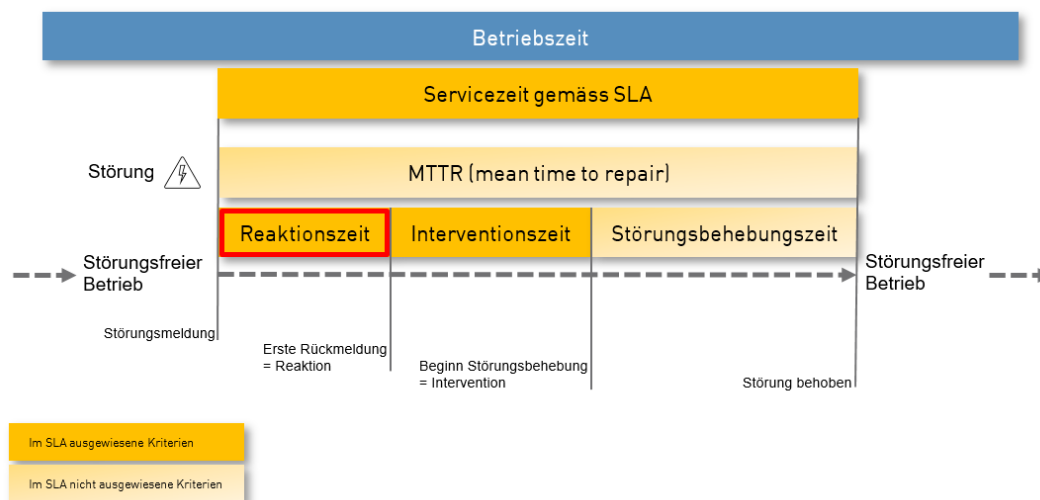 Betriebszeit
Servicezeit gemäss SLA
Störung
MTTR (mean time to repair)
Reaktionszeit
Interventionszeit
Störungsbehebungszeit
Störungsfreier
Betrieb
Störungsfreier
Betrieb
Störungsmeldung
Erste Rückmeldung
= Reaktion
Beginn Störungsbehebung
= Intervention
Störung behoben
Im SLA ausgewiesene Kriterien
Im SLA nicht ausgewiesene Kriterien